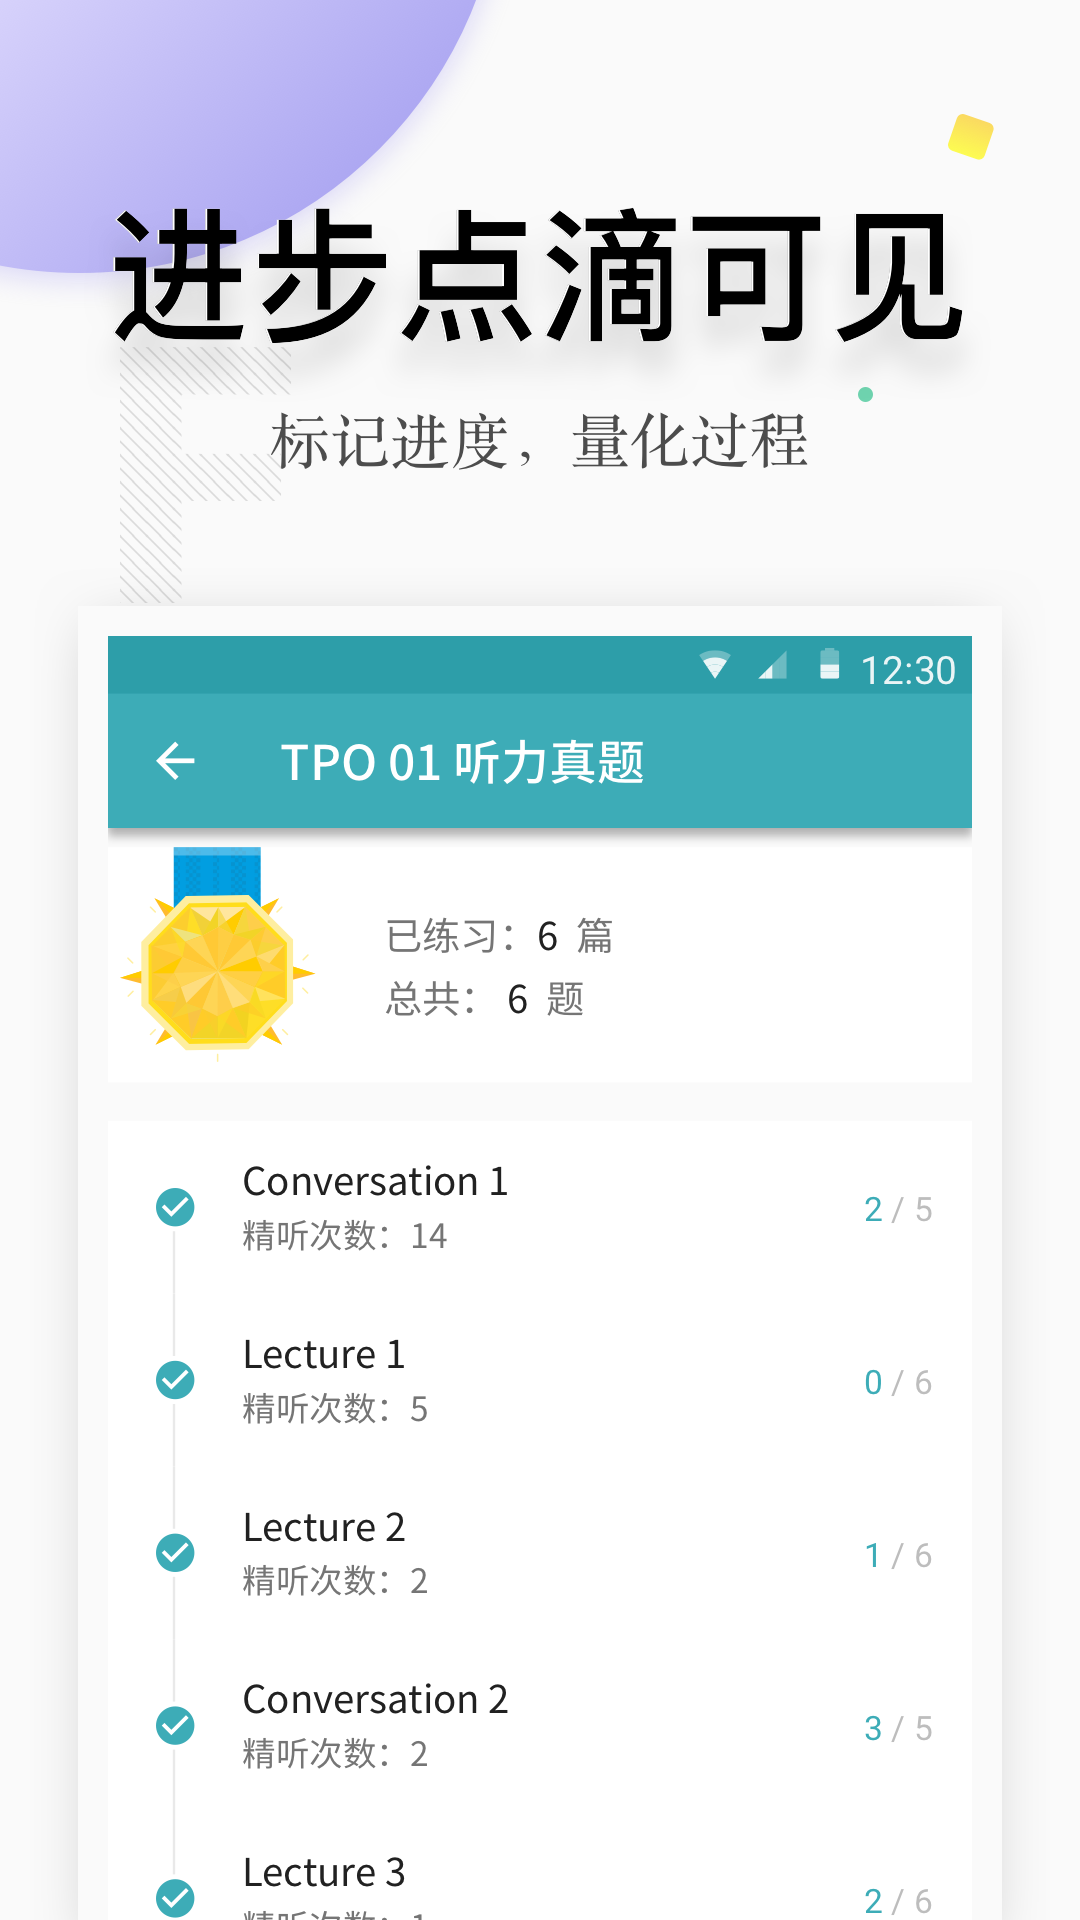 进步点滴可见
标记进度，量化过程
12:30
TPO 01 听力真题
已练习：6 篇
总共： 6 题
Conversation 1
精听次数：14
2 / 5
Lecture 1
精听次数：5
0 / 6
Lecture 2
精听次数：2
1 / 6
Conversation 2
精听次数：2
3 / 5
Lecture 3
2 / 6